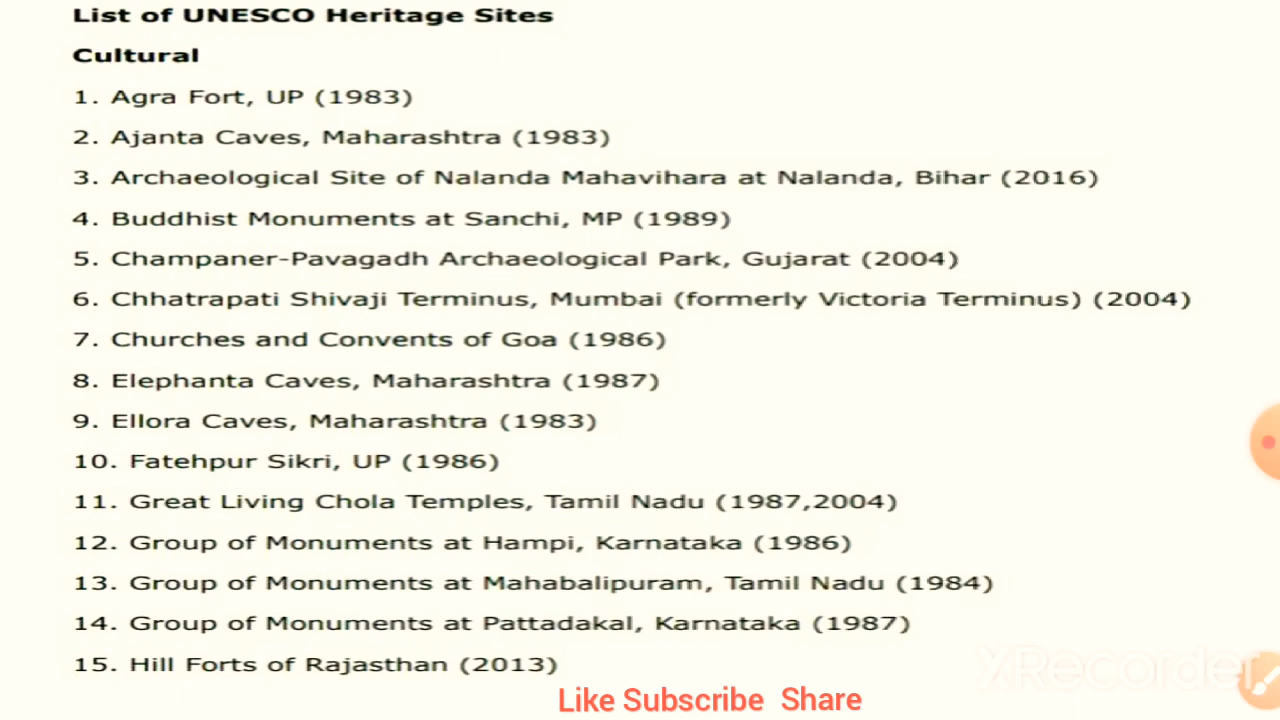 List of UNESCO Heritage Sites
Cultural
1. Agra Fort, UP (1983)
2. Ajanta Caves, Maharashtra (1983)
3. Archaeological Site of Nalanda Mahavihara at Nalanda, Bihar (2016)
4. Buddhist Monuments at Sanchi, MP (1989)
5. Champaner-Pavagadh Archaeological Park, Gujarat (2004)
6. Chhatrapati Shivaji Terminus, Mumbai (formerly Victoria Terminus) (2004)
7. Churches and Convents of Goa (1986)
8. Elephanta Caves, Maharashtra (1987)
9. Ellora Caves, Maharashtra (1983)
10. Fatehpur Sikri, UP (1986)
11. Great Living Chola Temples, Tamil Nadu (1987,2004)
12. Group of Monuments at Hampi, Karnataka (1986)
13. Group of Monuments at Mahabalipuram, Tamil Nadu (1984)
14. Group of Monuments at Pattadakal, Karnataka (1987)
15. Hill Forts of Rajasthan (2013)
XRecorder
Like Subscribe Share